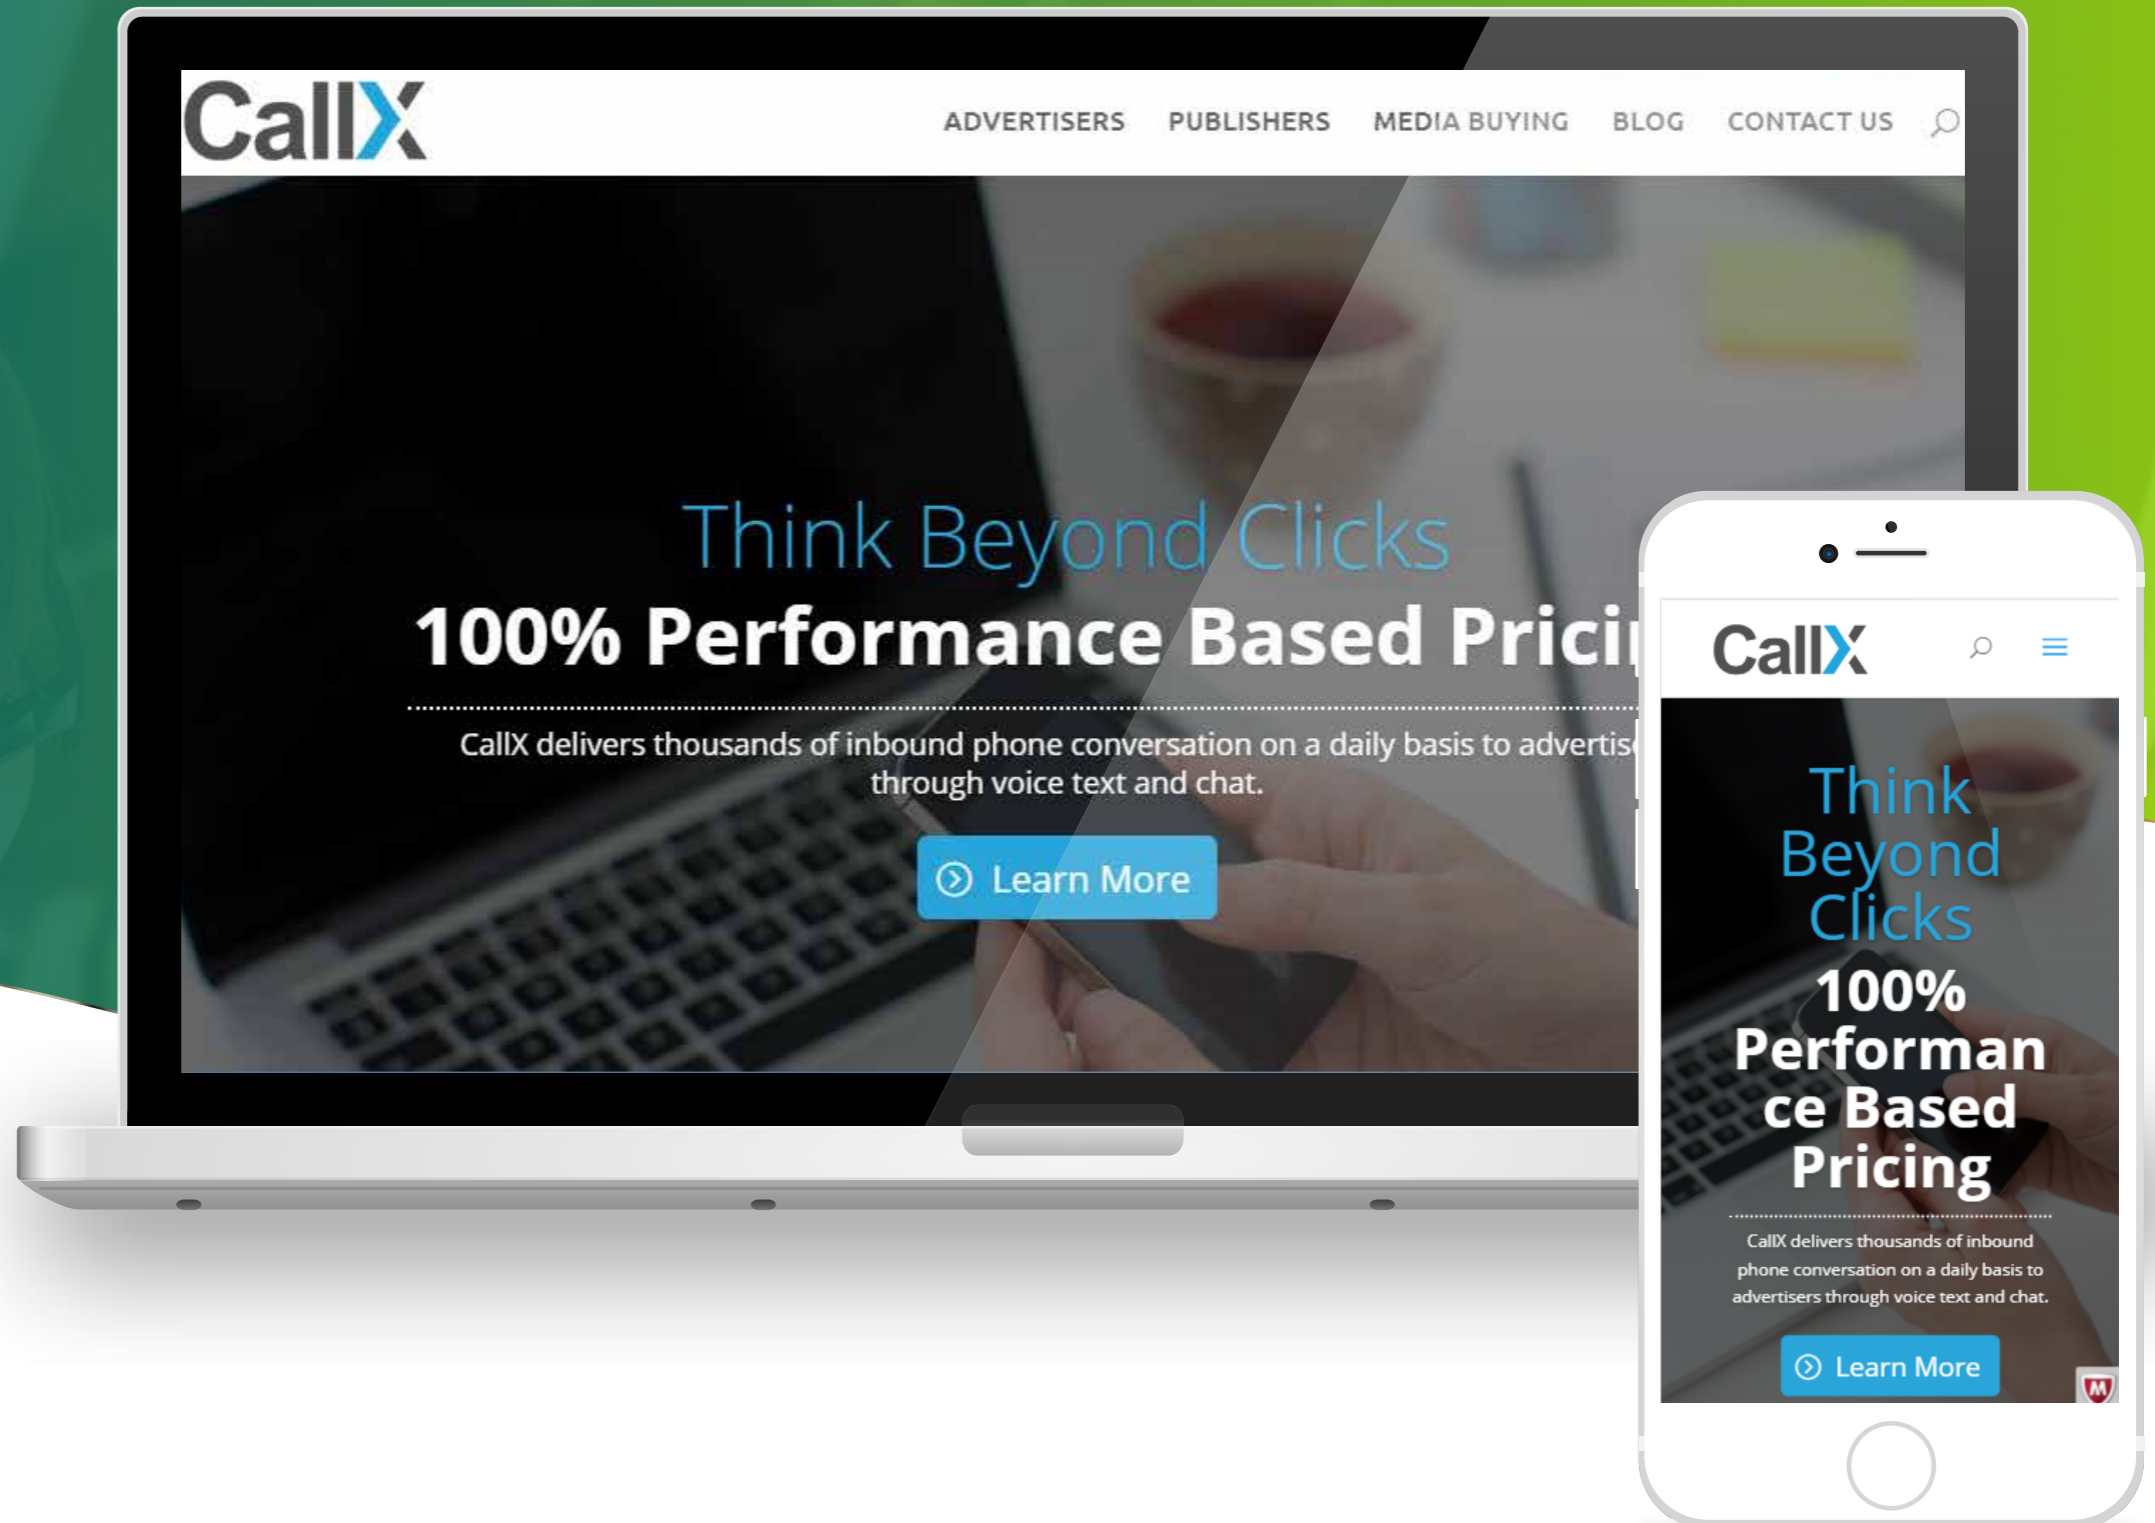 CallX
ADVERTISERS PUBLISHERS MEDIA BUYING BLOG CONTACT US
Think Beyond Clicks
100% Performance Based
CallX delivers thousands of inbound phone conversation on a daily basis to
through voice text and chat.
Learn More
CallX
Think
Beyond
Clicks
100%
Performan
ce Based
Pricing
CallX delivers thousands of inbound
phone conversation on a daily basis to
advertisers through voice text and chat.
Learn More
M